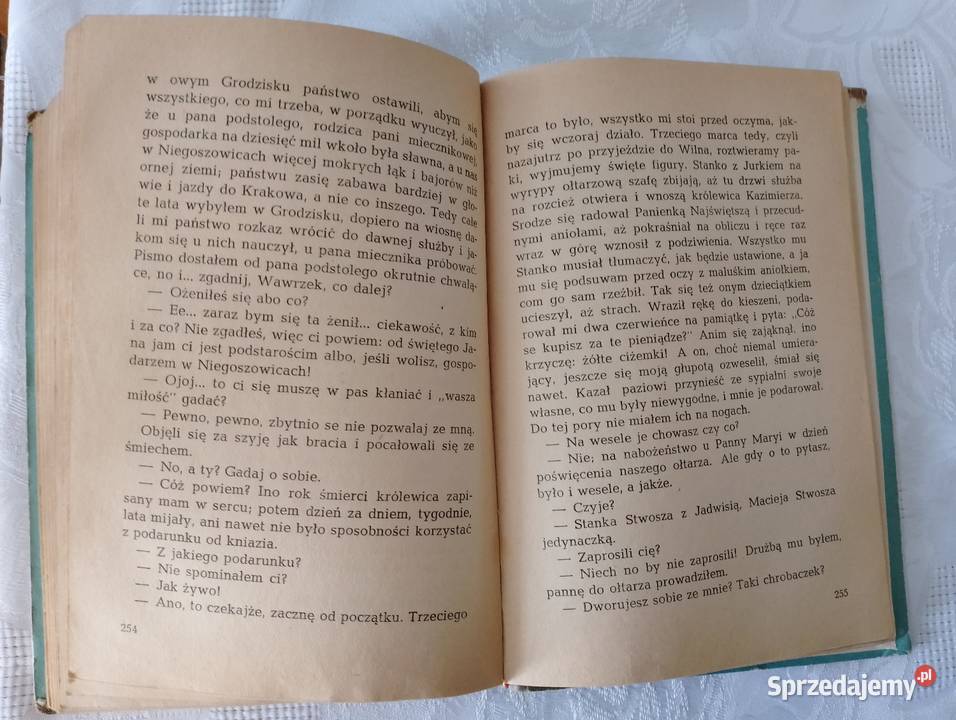 w owym Grodzisku państwo ostawili, abym się
wszystkiego, co mi trzeba, w porządku wyuczył, jako
że u pana podstolego, rodzica pani miecznikowej,
gospodarka na dziesięć mil wkoło była sławna, a u nas
w Niegoszowicach więcej mokrych łąk i bajorów niż
ornej ziemi; państwu zasię zabawa bardziej w gło-
wie i jazdy do Krakowa, a nie co inszego. Tedy całe
te lata wybyłem w Grodzisku, dopiero na wiosnę da-
li mi państwo rozkaz wrócić do dawnej służby i ja-
kom się u nich nauczył, u pana miecznika próbować.
Pismo dostałem od pana podstolego okrutnie chwalą-
ce, no i... zgadnij, Wawrzek, co dalej?
— Ożeniłeś się abo co?
— Ee... zaraz bym się ta żenił... ciekawość, z kim
i za co? Nie zgadłeś, więc ci powiem: od świętego Ja-
na jam ci jest podstarościm albo, jeśli wolisz, gospo-
darzem w Niegoszowicach!
— Ojoj... to ci się muszę w pas kłaniać i „wasza
miłość" gadać?
— Pewno, pewno, zbytnio se nie pozwalaj ze mną.
Objęli się za szyję jak bracia i pocałowali się ze
śmiechem.
— No, a ty? Gadaj o sobie.
— Cóż powiem? Ino rok śmierci królewica zapi-
sany mam w sercu; potem dzień za dniem, tygodnie,
lata mijały, ani nawet nie było sposobności korzystać
z podarunku od kniazia.
— Z jakiego podarunku?
— Nie spominałem ci?
— Jak żywo!
— Ano, to czekajże, zacznę od początku. Trzeciego
254
marca to było, wszystko mi stoi przed oczyma, jak-
by się wczoraj działo. Trzeciego marca tedy, czyli
nazajutrz po przyjeździe do Wilna, roztwieramy pa-
ki, wyjmujemy święte figury. Stanko z Jurkiem na
wyrypy ołtarzową szafę zbijają, aż tu drzwi służba
na rozcież otwiera i wnoszą królewica Kazimierza.
Srodze się radował Panienką Najświętszą i przecud-
nymi aniołami, aż pokraśniał na obliczu i ręce raz
wraz w górę wznosił z podziwienia. Wszystko mu
Stanko musiał tłumaczyć, jak będzie ustawione, a ja
mu się podsuwam przed oczy z maluśkim aniołkiem,
com go sam rzeźbił. Tak się też onym dzieciątkiem
ucieszył, aż strach. Wraził rękę do kieszeni, poda-
rował mi dwa czerwieńce na pamiątkę i pyta: „Cóż
se kupisz za te pieniądze?" Anim się zająknął, ino
krzyczę: żółte ciżemki! A on, choć niemal umiera-
jący, jeszcze się moją głupotą ozweselił, śmiał się
nawet. Kazał paziowi przynieść ze sypialni swoje
własne, co mu były niewygodne, i mnie je podarował.
Do tej pory nie miałem ich na nogach.
— Na wesele je chowasz czy co?
— Nie; na nabożeństwo u Panny Maryi w dzień
poświęcenia naszego ołtarza. Ale gdy o to pytasz,
było i wesele, a jakże.
— Czyje?
— Stanka Stwosza z Jadwisią, Macieja Stwosza
jedynaczką.
— Zaprosili cię?
— Niech no by nie zaprosili! Drużbą mu byłem,
pannę do ołtarza prowadziłem.
— Dworujesz sobie ze mnie? Taki chrobaczek?
255
Sprzedajemy.pl